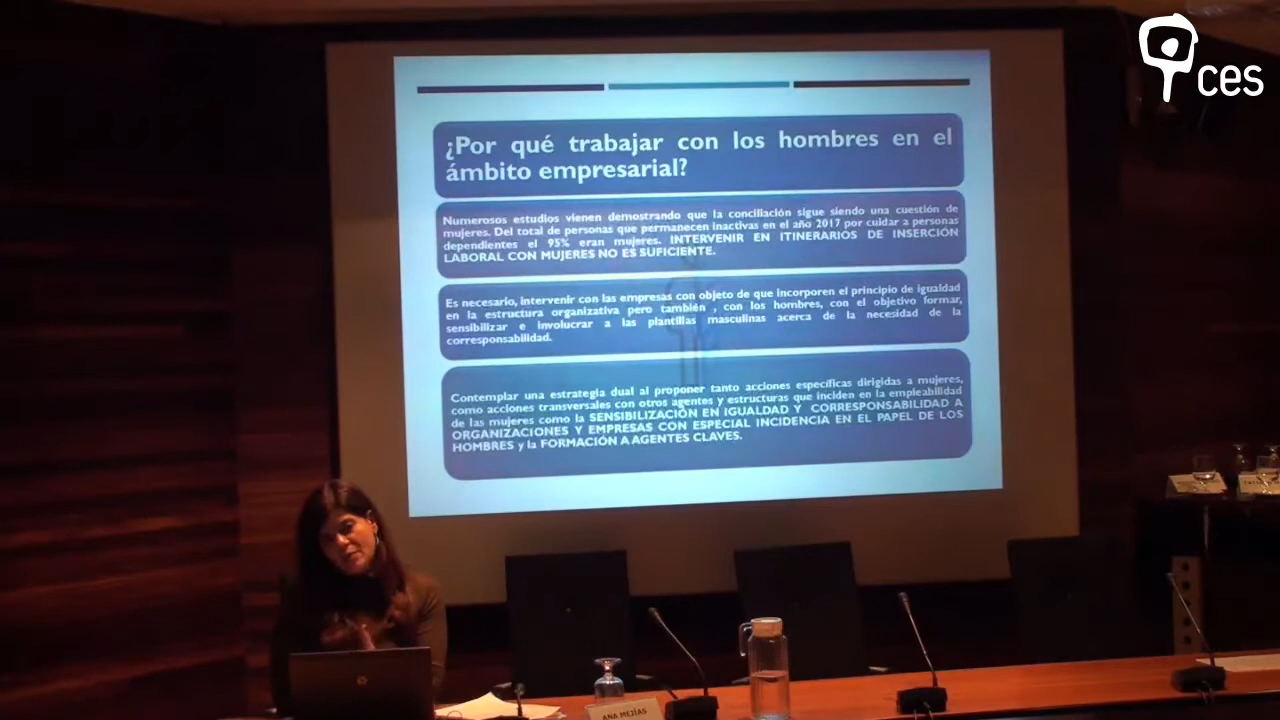 ces
¿Por qué trabajar con los hombres en el
ámbito empresarial?
Numerosos estudios vienen demostrando que la conciliación sigue siendo una cuestión de
mujeres. Del total de personas que permanecen inactivas en el año 2017 por cuidar a personas
dependientes el 95% eran mujeres. INTERVENIR EN ITINERARIOS DE INSERCIÓN
LABORAL CON MUJERES NO ES SUFICIENTE.
Es necesario, intervenir con las empresas con objeto de que incorporen el principio de igualdad
en la estructura organizativa pero también , con los hombres, con el objetivo formar,
sensibilizar e involucrar a las plantillas masculinas acerca de la necesidad de la
corresponsabilidad.
Contemplar una estrategia dual al proponer tanto acciones específicas dirigidas a mujeres,
como acciones transversales con otros agentes y estructuras que inciden en la empleabilidad
de las mujeres como la SENSIBILIZACIÓN EN IGUALDAD Y CORRESPONSABILIDAD A
ORGANIZACIONES Y EMPRESAS CON ESPECIAL INCIDENCIA EN EL PAPEL DE LOS
HOMBRES y la FORMACIÓN A AGENTES CLAVES.
ANA MEJÍAS